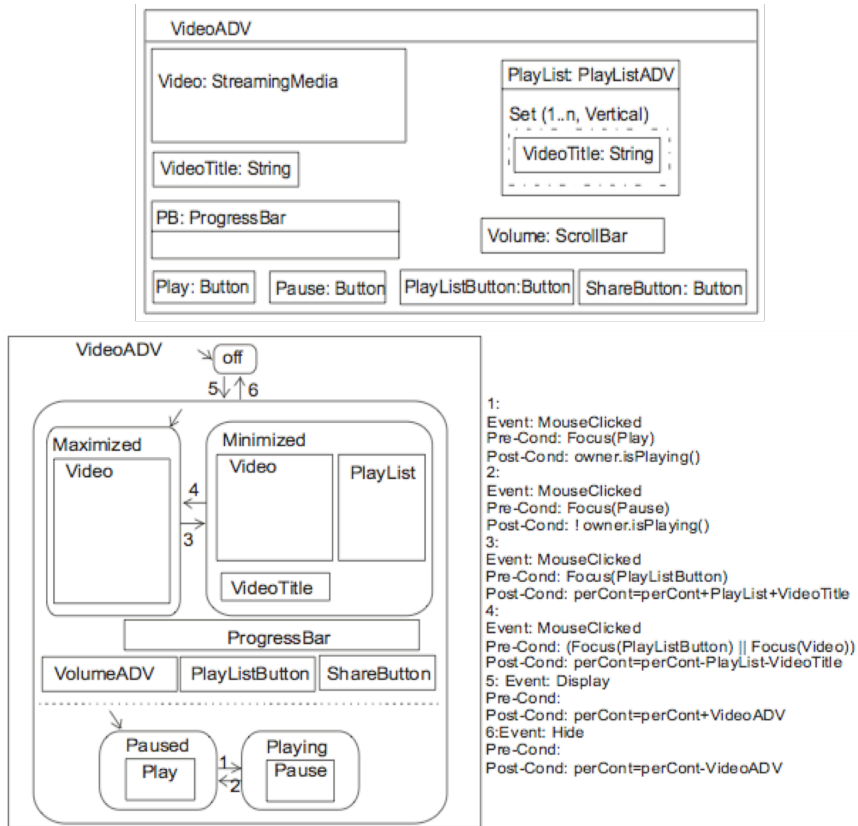 VideoADV
Video: StreamingMedia
PlayList: PlayListADV
Set (1..n, Vertical)
VideoTitle: String
VideoTitle: String
PB: ProgressBar
Volume: ScrollBar
Play: Button
Pause: Button
PlayListButton:Button
ShareButton: Button
VideoADV
off
5
6
Maximized
Video
Minimized
Video
PlayList
4
3
VideoTitle
ProgressBar
VolumeADV
PlayListButton
ShareButton
Paused
Play
1
2
Playing
Pause
1:
Event: MouseClicked
Pre-Cond: Focus(Play)
Post-Cond: owner.isPlaying()
2:
Event: MouseClicked
Pre-Cond: Focus(Pause)
Post-Cond: ! owner.isPlaying()
3:
Event: MouseClicked
Pre-Cond: Focus(PlayListButton)
Post-Cond: perCont=perCont+PlayList+VideoTitle
4:
Event: MouseClicked
Pre-Cond: (Focus(PlayListButton) || Focus(Video))
Post-Cond: perCont=perCont-PlayList-VideoTitle
5: Event: Display
Pre-Cond:
Post-Cond: perCont=perCont+VideoADV
6:Event: Hide
Pre-Cond:
Post-Cond: perCont=perCont-VideoADV